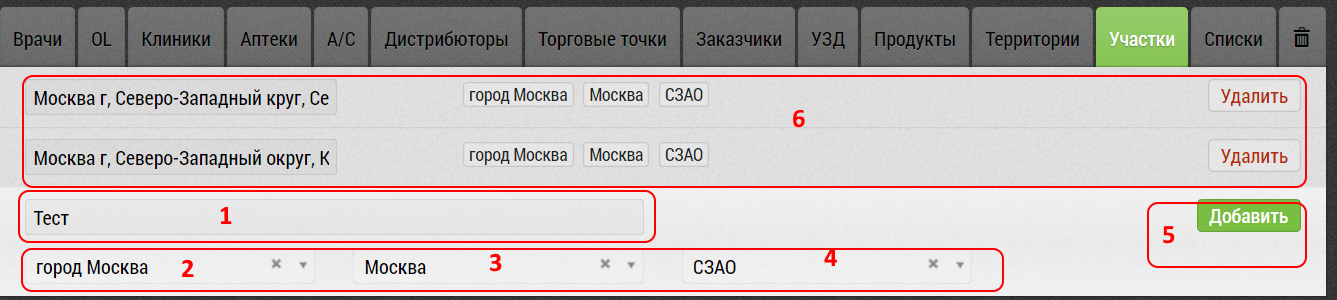 Врачи OL Клиники Аптеки А/С Дистрибюторы Торговые точки Заказчики УЗД Продукты Территории Участки Списки
Москва г, Северо-Западный круг, Се город Москва Москва СЗАО Удалить
6
Москва г, Северо-Западный округ, К город Москва Москва СЗАО Удалить
Тест 1 Добавить
5
город Москва 2 Москва 3 СЗАО 4